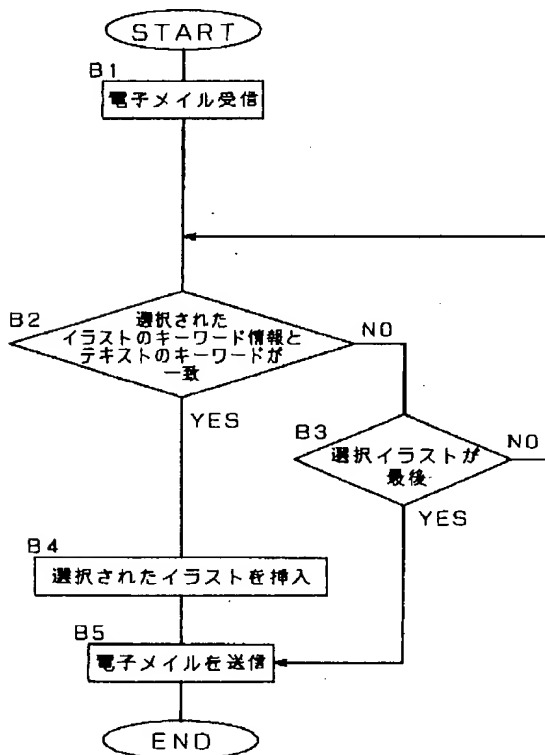 START
B1
電子メイル受信
B2
選択された
イラストのキーワード情報と
テキストのキーワードが
一致
NO
YES
B3
選択イラストが
最後
NO
YES
B4
選択されたイラストを挿入
B5
電子メイルを送信
END